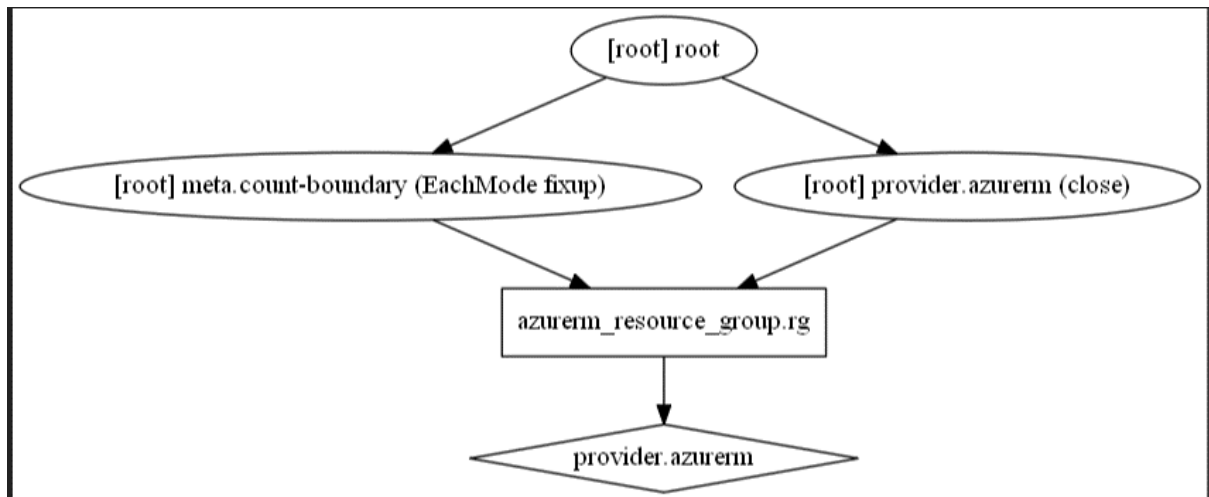 [root] root
[root] meta.count-boundary (EachMode fixup)
[root] provider.azurerm (close)
azurerm_resource_group.rg
provider.azurerm